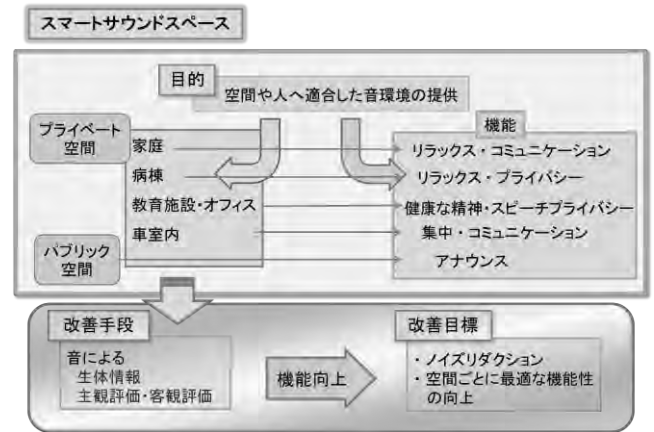 スマートサウンドスペース
目的
空間や人へ適合した音環境の提供
プライベート
空間
家庭
病棟
教育施設・オフィス
車室内
パブリック
空間
機能
リラックス・コミュニケーション
リラックス・プライバシー
健康な精神・スピーチプライバシー
集中・コミュニケーション
アナウンス
改善手段
音による
生体情報
主観評価・客観評価
機能向上
改善目標
・ノイズリダクション
・空間ごとに最適な機能性
の向上